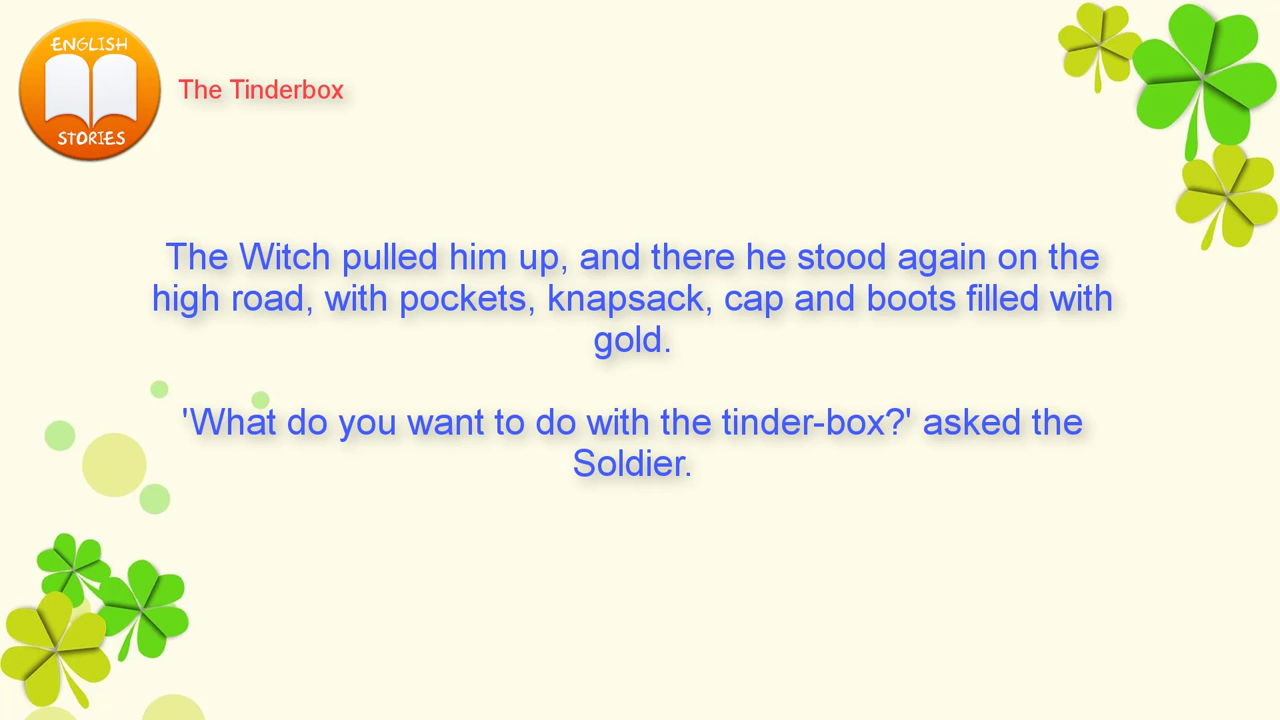 ENGLISH
STORIES
The Tinderbox
The Witch pulled him up, and there he stood again on the
high road, with pockets, knapsack, cap and boots filled with
gold.
'What do you want to do with the tinder-box?' asked the
Soldier.